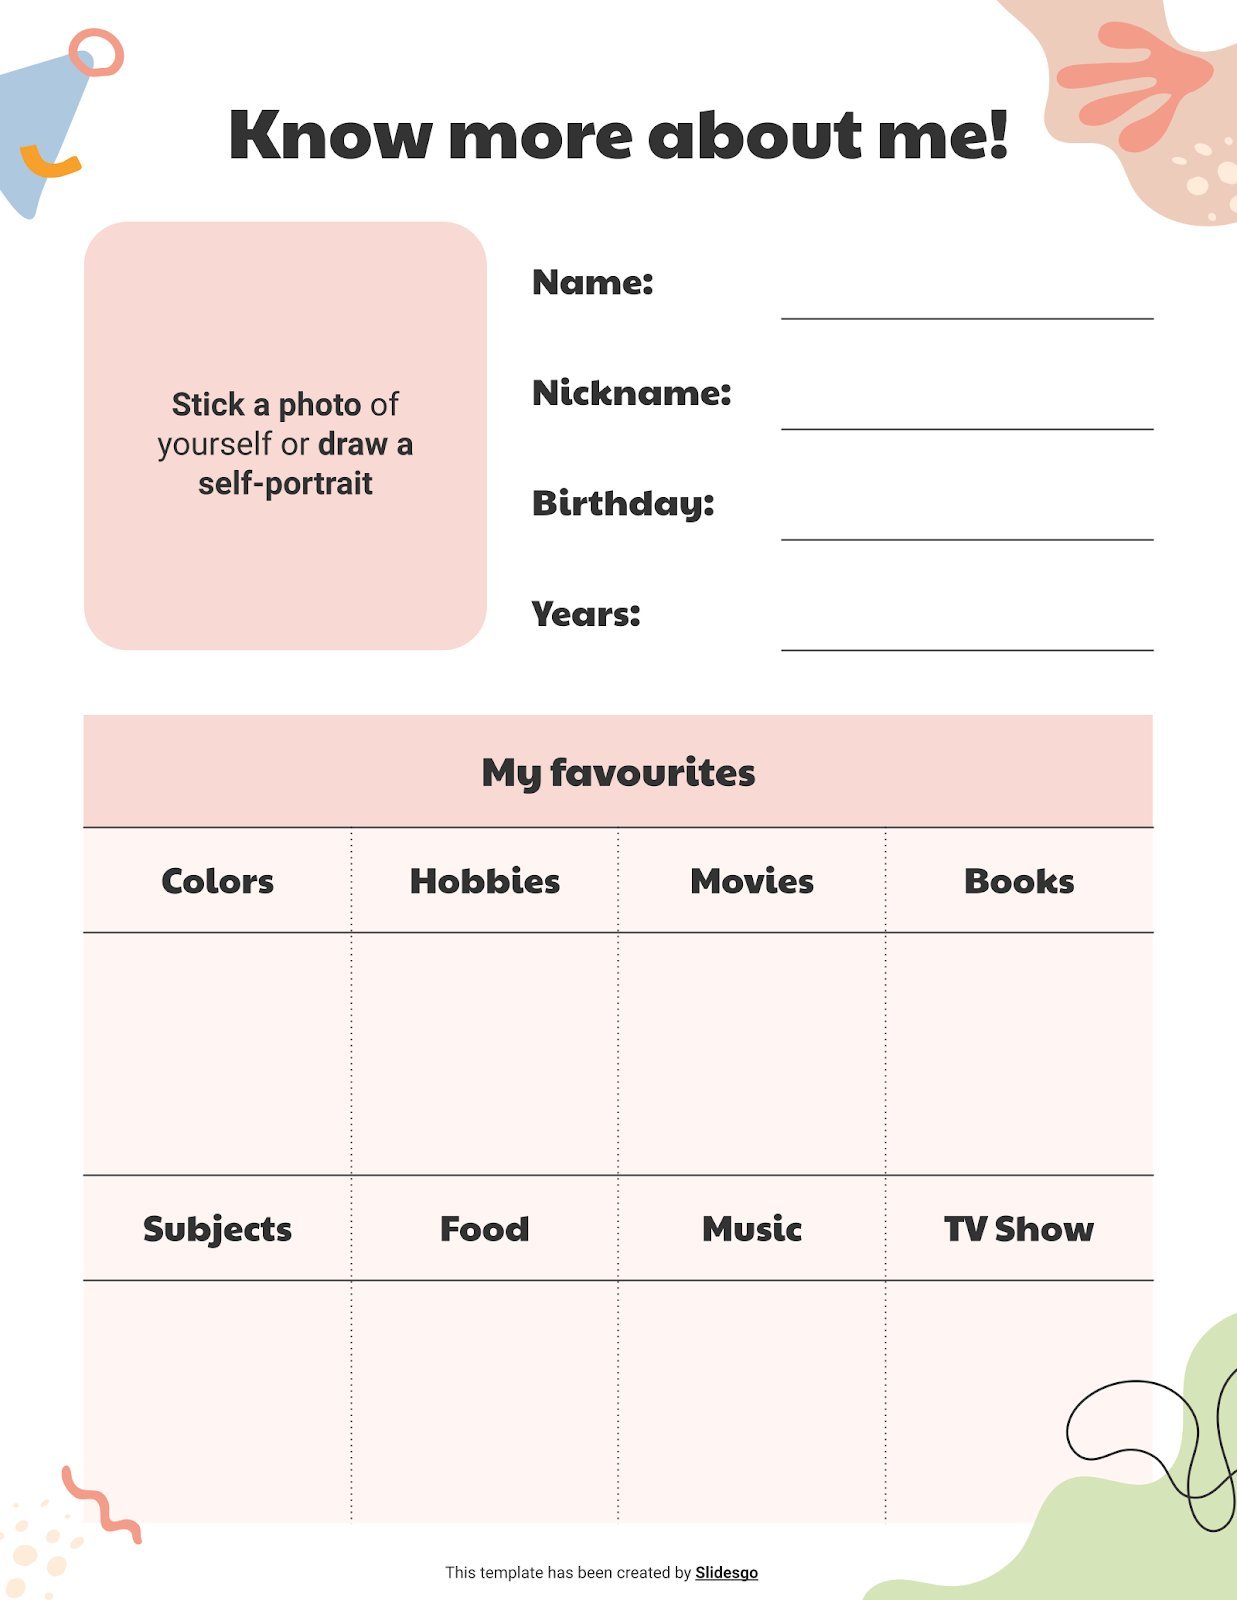 Know more about me!
Stick a photo of
yourself or draw a
self-portrait
Name:
Nickname:
Birthday:
Years:
My favourites
Colors
Hobbies
Movies
Books
Subjects
Food
Music
TV Show
This template has been created by Slidesgo